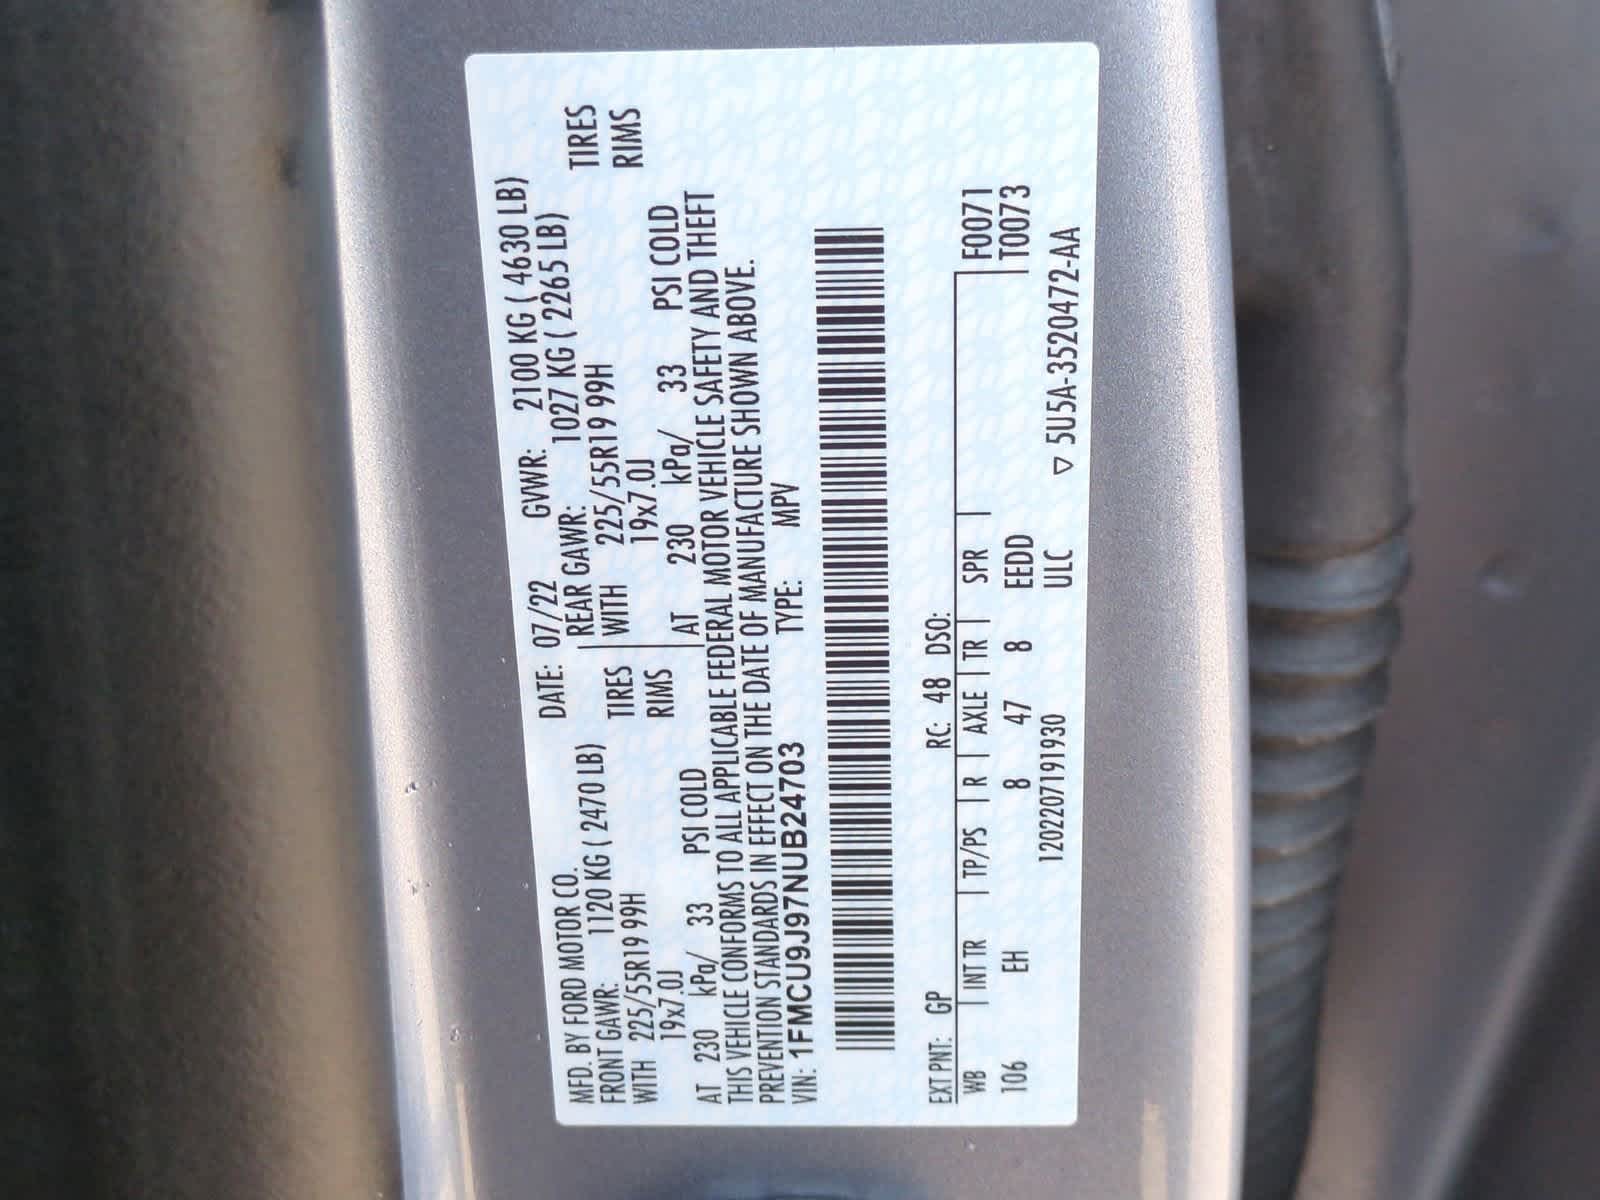 MFD. BY FORD MOTOR CO. DATE: 07/22 GVWR: 2100 KG ( 4630 LB)
FRONT GAWR: 1120 KG ( 2470 LB) REAR GAWR: 1027 KG ( 2265 LB)
WITH 225/55R19 99H TIRES WITH 225/55R19 99H TIRES
19x7.0J RIMS 19x7.0J RIMS
AT 230 kPa/ 33 PSI COLD AT 230 kPa/ 33 PSI COLD
THIS VEHICLE CONFORMS TO ALL APPLICABLE FEDERAL MOTOR VEHICLE SAFETY AND THEFT
PREVENTION STANDARDS IN EFFECT ON THE DATE OF MANUFACTURE SHOWN ABOVE.
VIN: 1FMCU9J97NUB24703 TYPE: MPV
EXT PNT: GP RC: 48 DSO:
WB INT TR TP/PS R AXLE TR SPR F0071
106 EH 8 47 8 EEDD T0073
120220719193​0 ULC
▽ 5U5A-3520472-AA